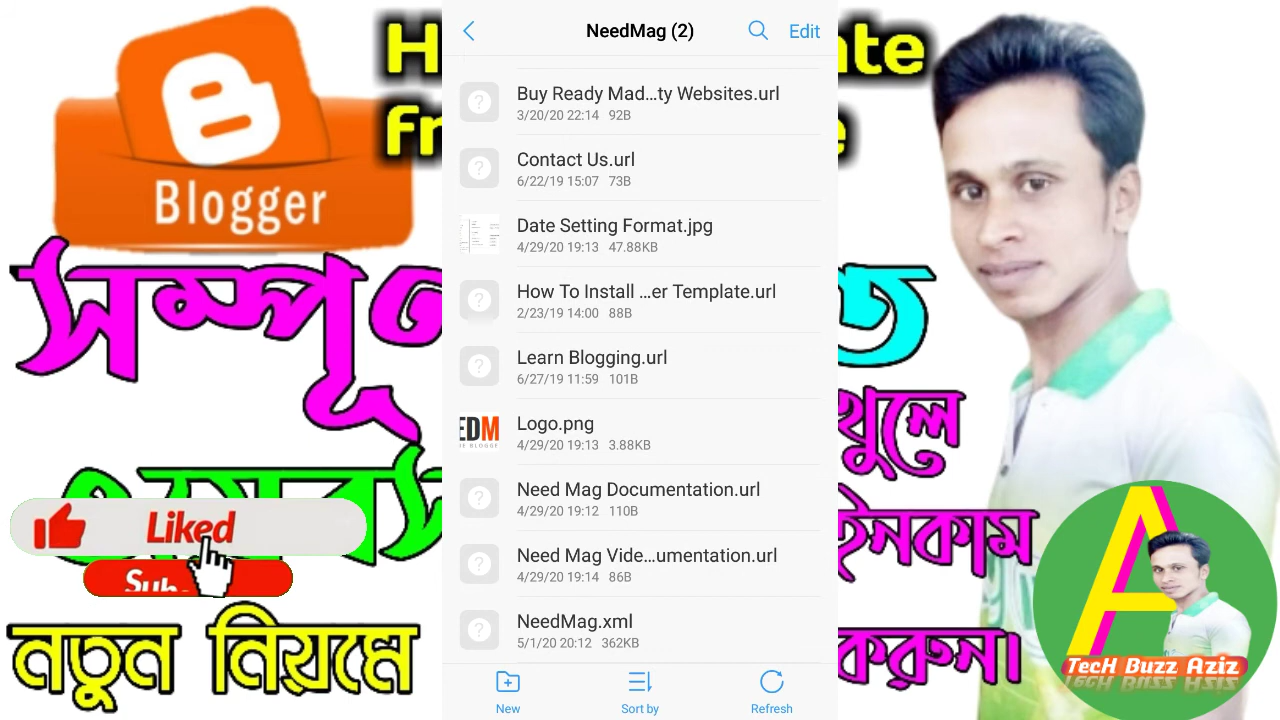 NeedMag (2)
Edit
Buy Ready Mad...ty Websites.url
3/20/20 22:14 92B
Contact Us.url
6/22/19 15:07 73B
Date Setting Format.jpg
4/29/20 19:13 47.88KB
How To Install ...er Template.url
2/23/19 14:00 88B
Learn Blogging.url
6/27/19 11:59 101B
Logo.png
4/29/20 19:13 3.88KB
Need Mag Documentation.url
4/29/20 19:12 110B
Need Mag Vide...umentation.url
4/29/20 19:14 86B
NeedMag.xml
5/1/20 20:12 362KB
New
Sort by
Refresh
Blogger
Liked
নতুন নিয়মে
খুলে
ইনকাম
করুন।
TecH Buzz Aziz